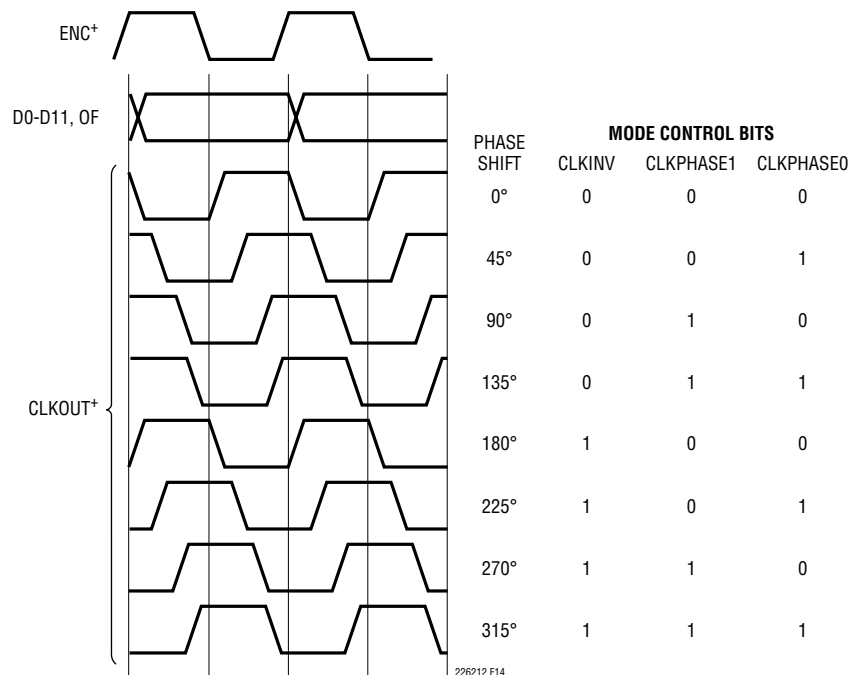 ENC+
D0-D11, OF
PHASE SHIFT
MODE CONTROL BITS
CLKINV CLKPHASE1 CLKPHASE0
0° 0 0 0
45° 0 0 1
90° 0 1 0
135° 0 1 1
CLKOUT+
180° 1 0 0
225° 1 0 1
270° 1 1 0
315° 1 1 1
226212 F14